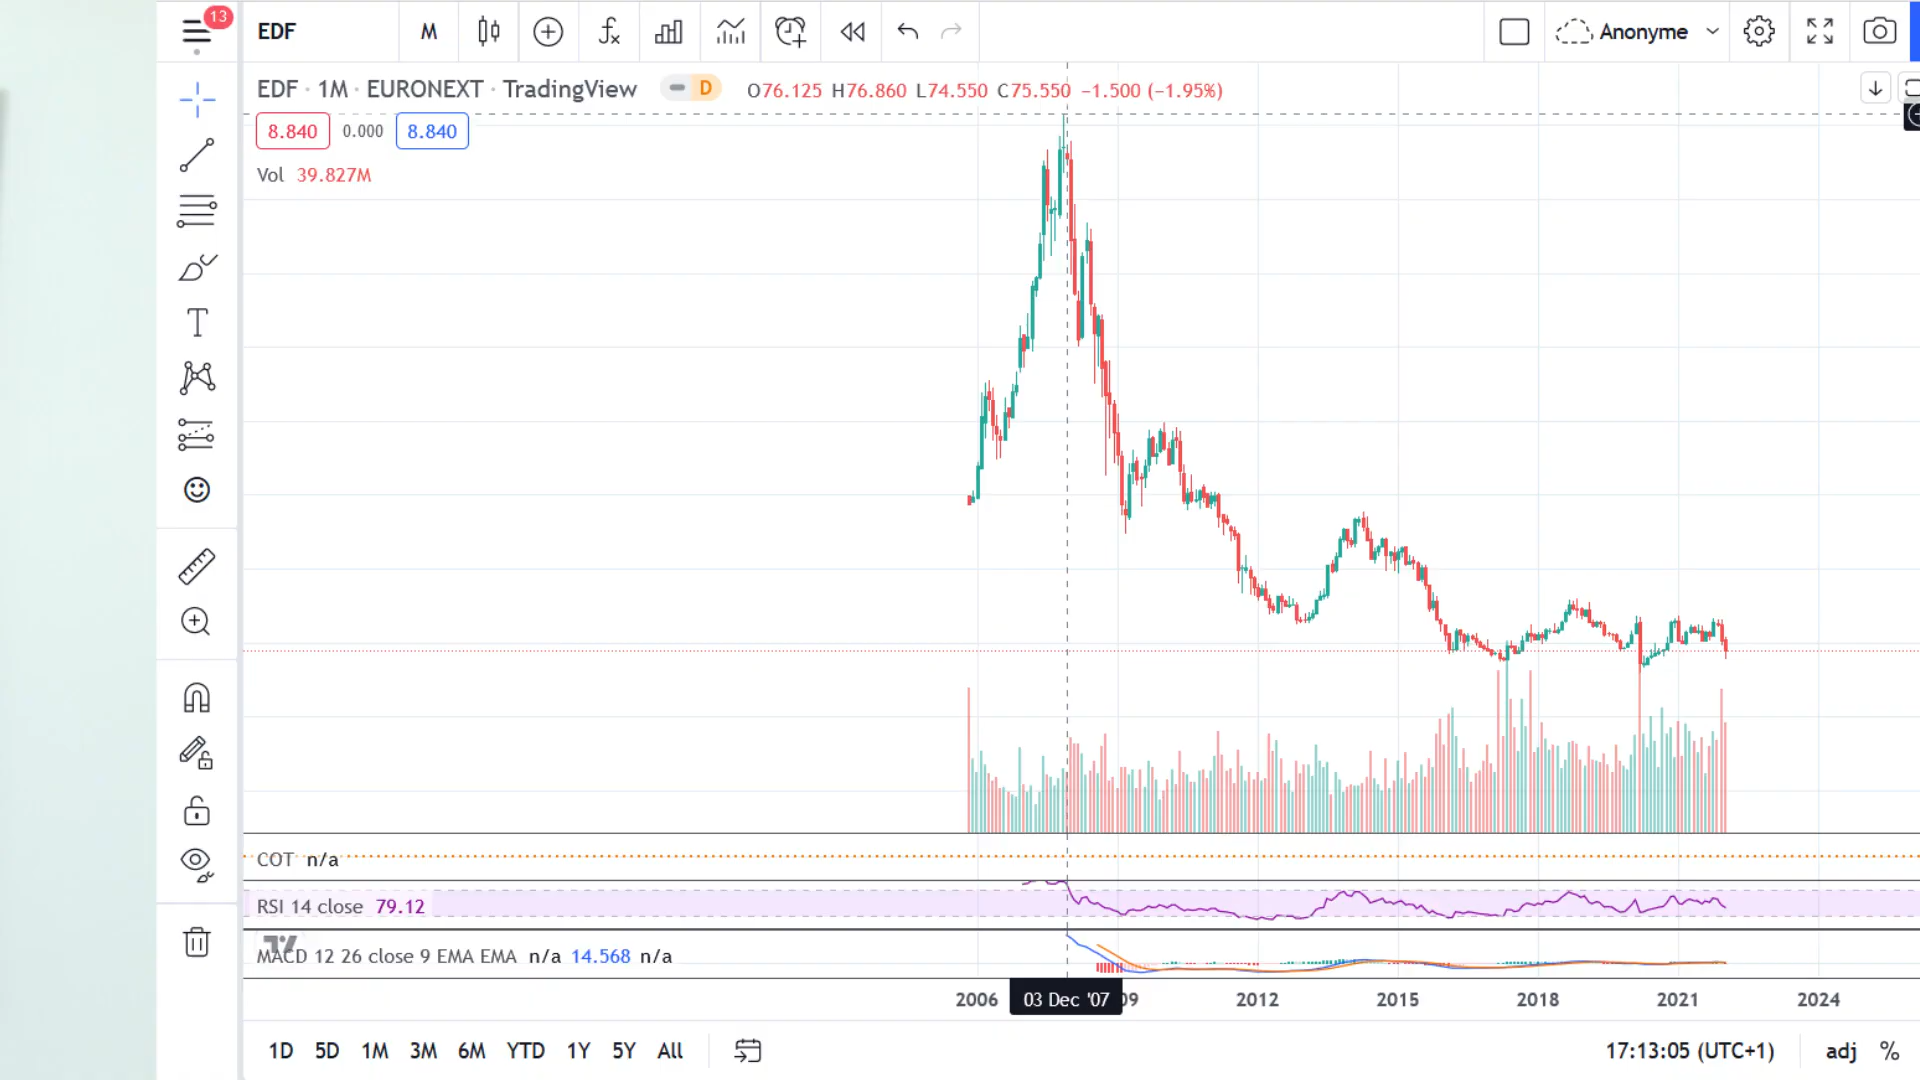 13
EDF M Anonyme
EDF · 1M · EURONEXT · TradingView D O76.125 H76.860 L74.550 C75.550 −1.500 (−1.95%)
8.840 0.000 8.840
Vol 39.827M
COT n/a
RSI 14 close 79.12
MACD 12 26 close 9 EMA EMA n/a 14.568 n/a
2006 03 Dec '07 09 2012 2015 2018 2021 2024
1D 5D 1M 3M 6M YTD 1Y 5Y All 17:13:05 (UTC+1) adj %